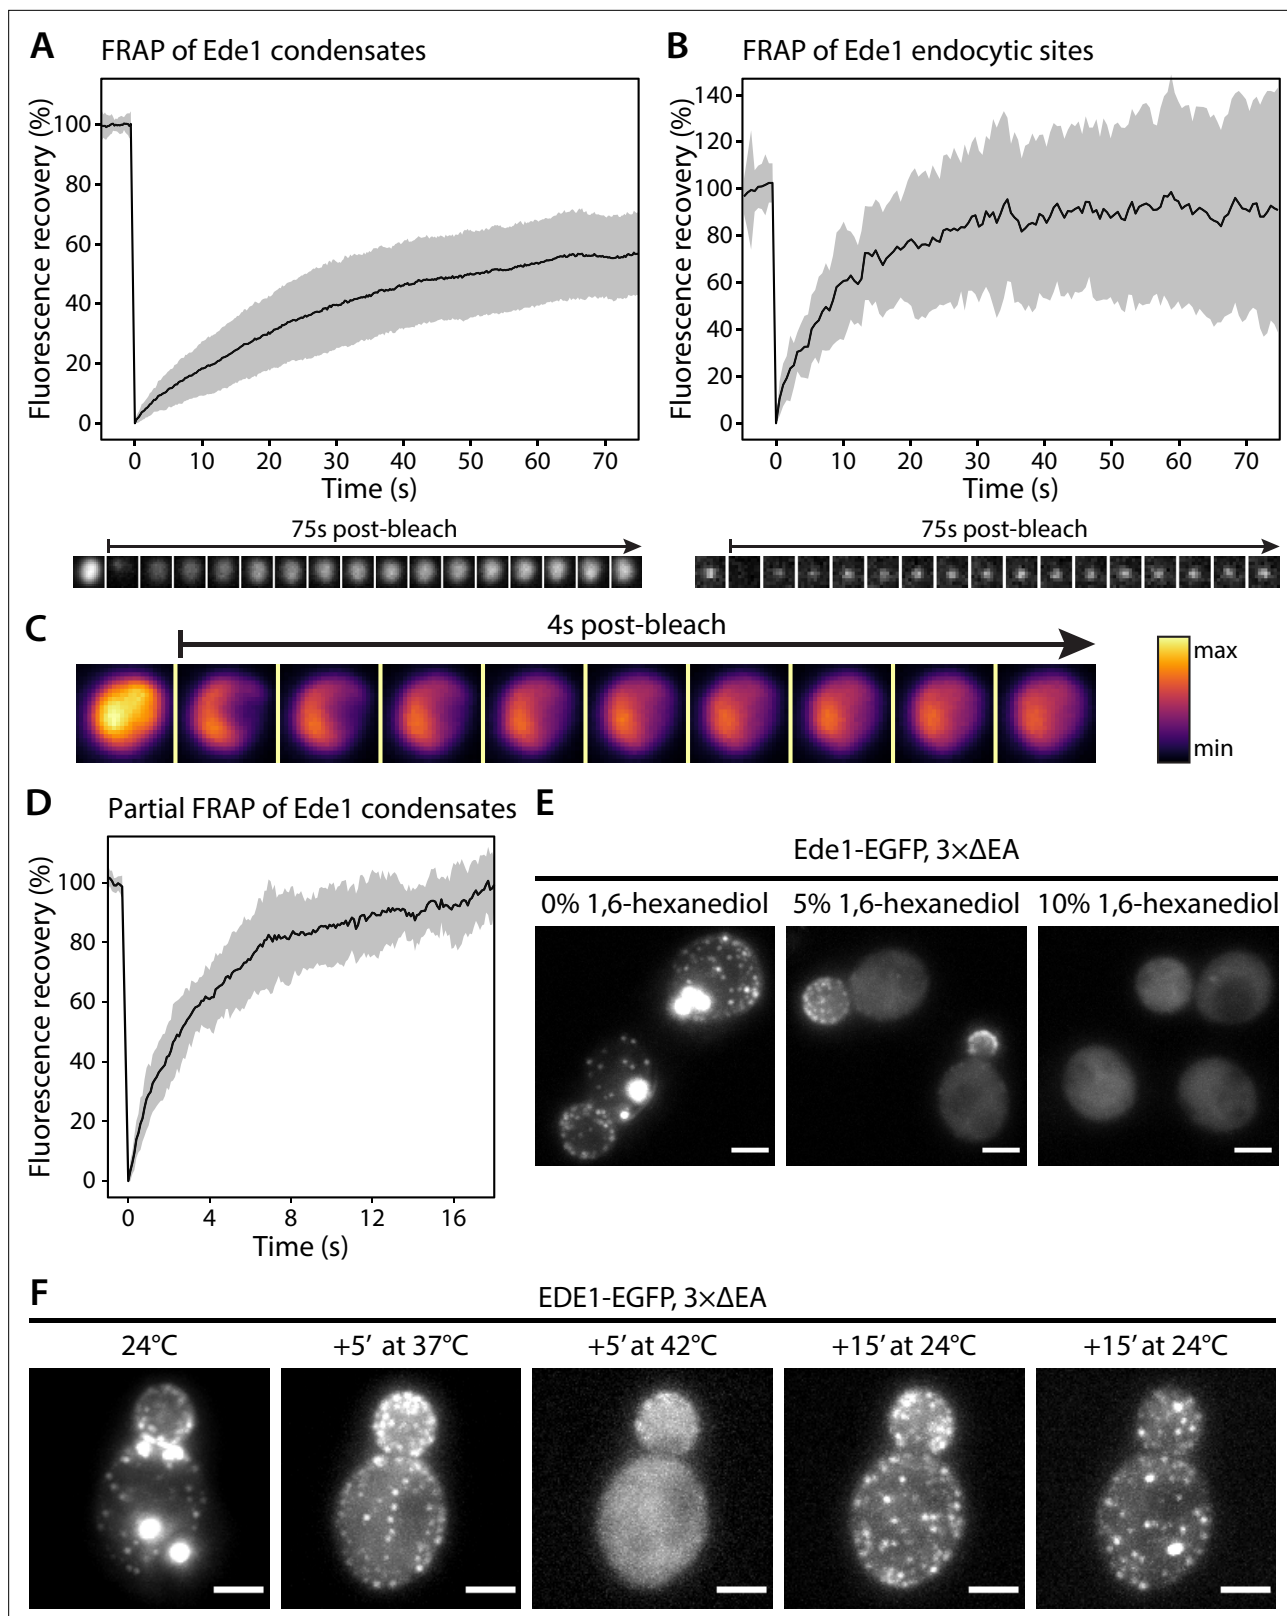 A FRAP of Ede1 condensates
Fluorescence recovery (%)
100
80
60
40
20
0
0 10 20 30 40 50 60 70
Time (s)
75s post-bleach
B FRAP of Ede1 endocytic sites
Fluorescence recovery (%)
140
120
100
80
60
40
20
0
0 10 20 30 40 50 60 70
Time (s)
75s post-bleach
C
4s post-bleach
max
min
D Partial FRAP of Ede1 condensates
Fluorescence recovery (%)
100
80
60
40
20
0
0 4 8 12 16
Time (s)
E
Ede1-EGFP, 3×ΔEA
0% 1,6-hexanediol 5% 1,6-hexanediol 10% 1,6-hexanediol
F
EDE1-EGFP, 3×ΔEA
24°C +5′ at 37°C +5′ at 42°C +15′ at 24°C +15′ at 24°C